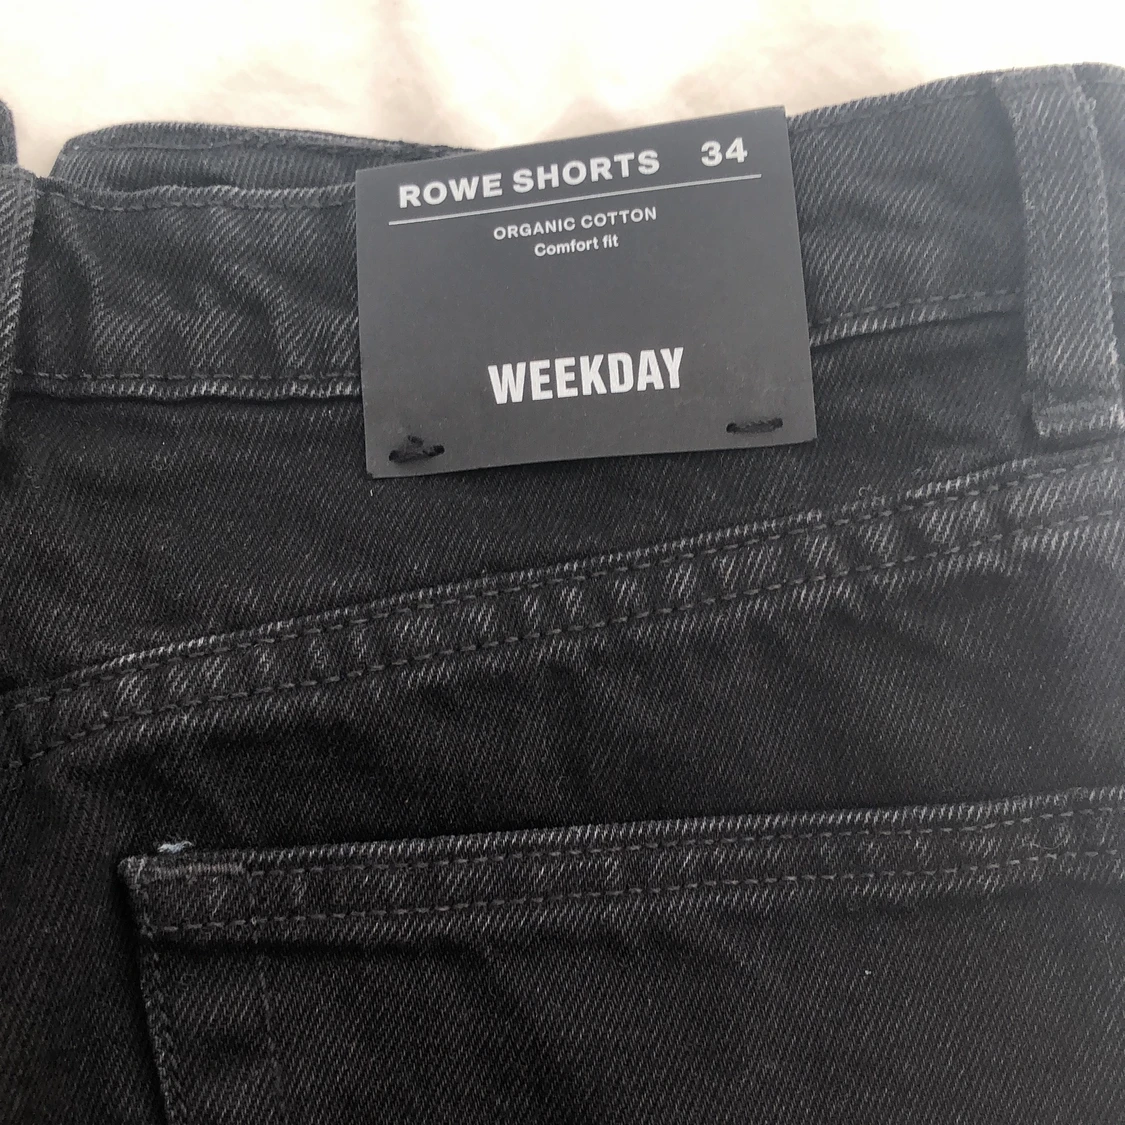 ROWE SHORTS 34
ORGANIC COTTON
Comfort fit
WEEKDAY